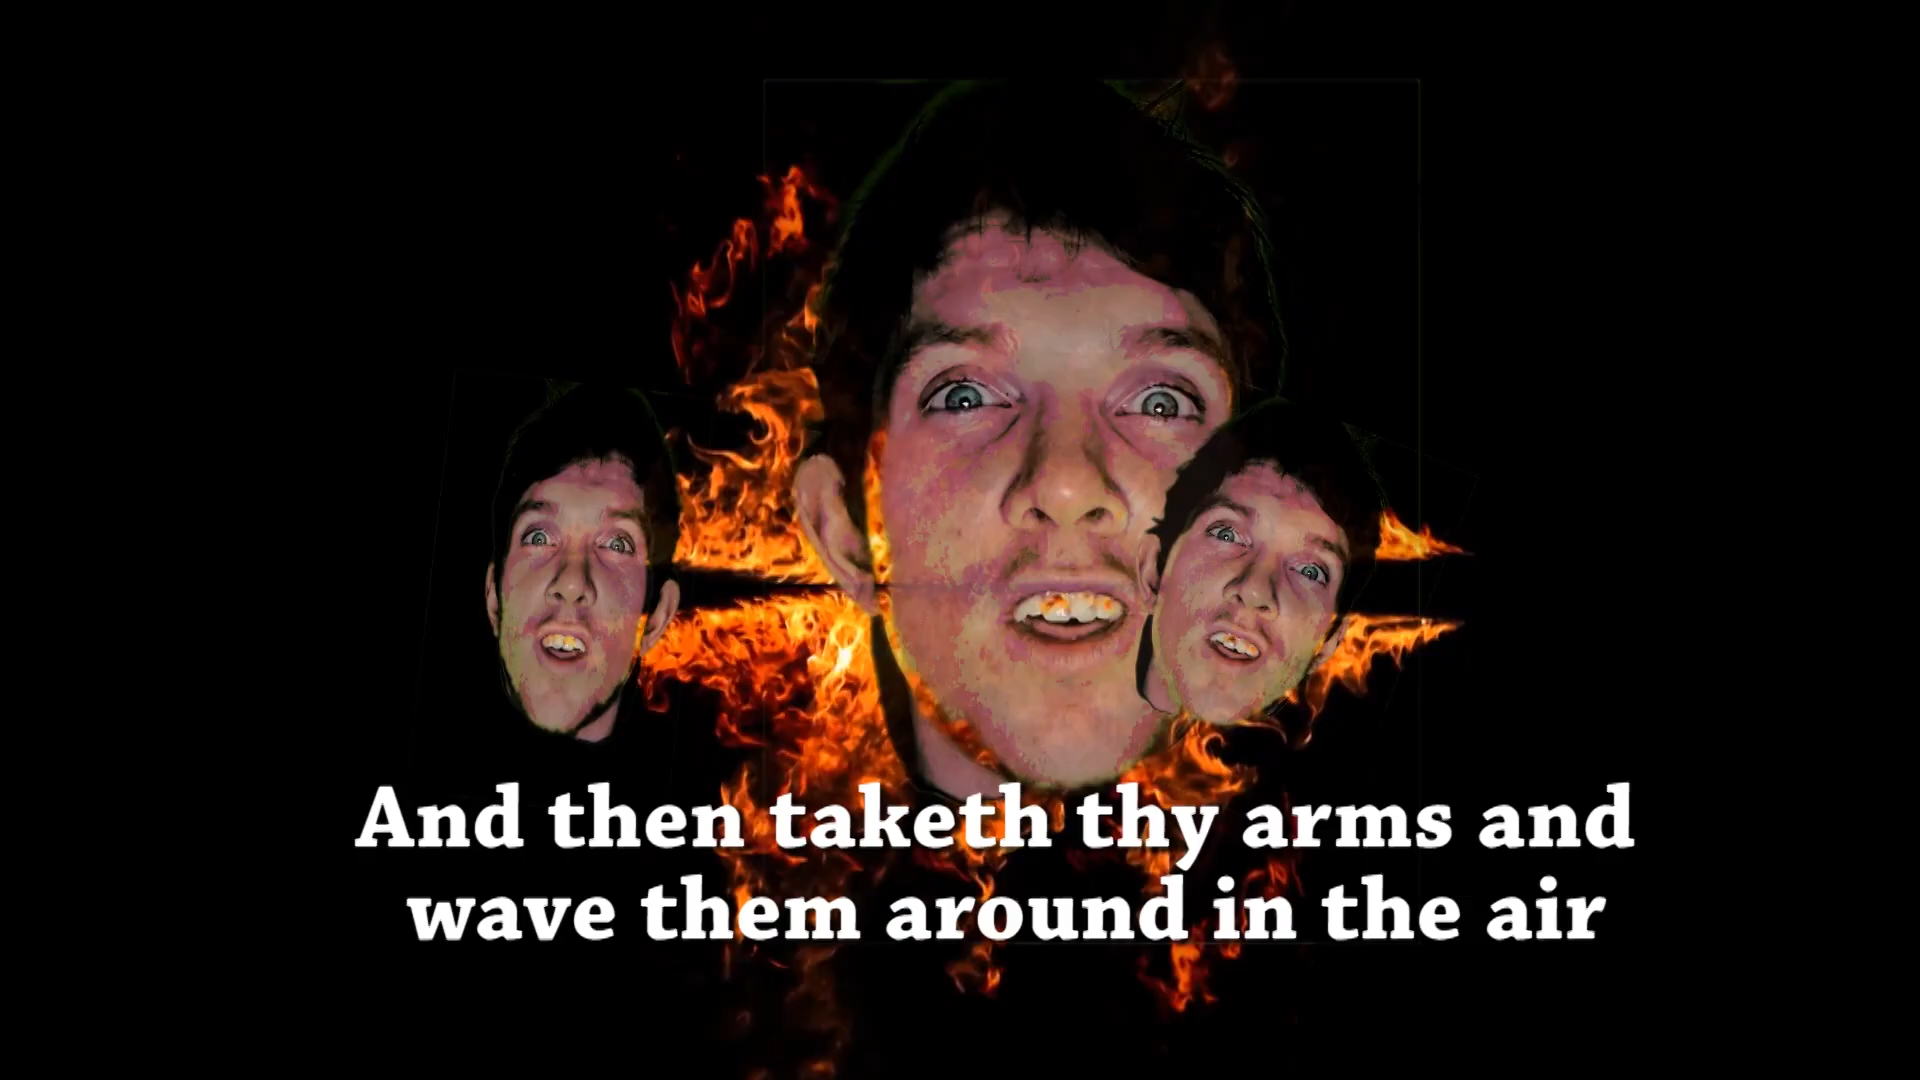 And then taketh thy arms and
wave them around in the air